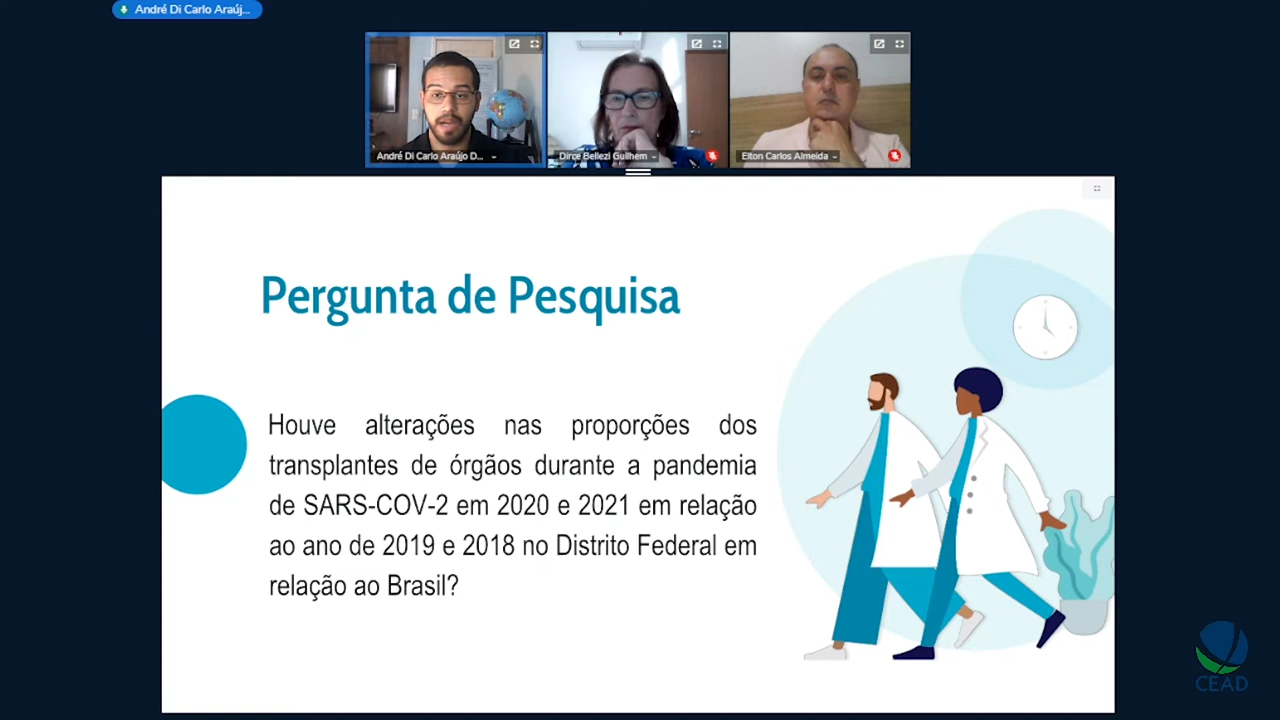 André Di Carlo Araúj...
André Di Carlo Araújo D...
Dirce Bellezi Guilhem
Elton Carlos Almeida
Pergunta de Pesquisa
Houve alterações nas proporções dos
transplantes de órgãos durante a pandemia
de SARS-COV-2 em 2020 e 2021 em relação
ao ano de 2019 e 2018 no Distrito Federal em
relação ao Brasil?
CEAD